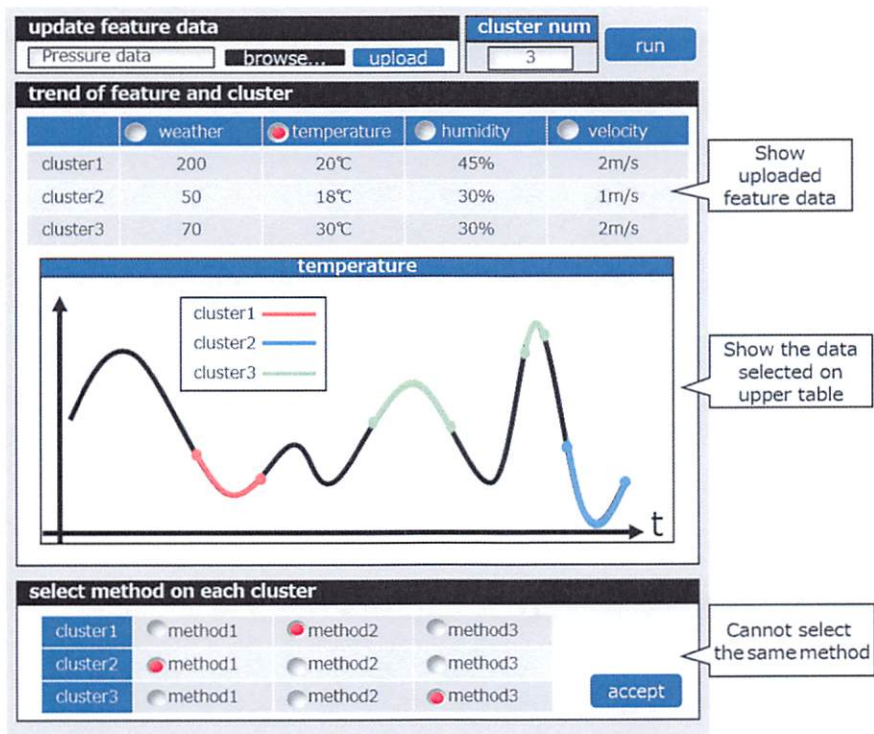 update feature data
cluster num
Pressure data
browse...
upload
3
run
trend of feature and cluster
weather temperature humidity velocity
cluster1 200 20℃ 45% 2m/s
cluster2 50 18℃ 30% 1m/s
cluster3 70 30℃ 30% 2m/s
Show
uploaded
feature data
temperature
cluster1
cluster2
cluster3
t
Show the data
selected on
upper table
select method on each cluster
cluster1 method1 method2 method3
cluster2 method1 method2 method3
cluster3 method1 method2 method3
accept
Cannot select
the same method